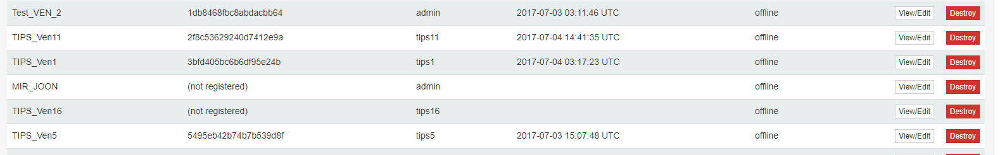 Test_VEN_2 1db8468fbc8abdacbb64 admin 2017-07-03 03:11:46 UTC offline View/Edit Destroy
TIPS_Ven11 2f8c53629240d7412e9a tips11 2017-07-04 14:41:35 UTC offline View/Edit Destroy
TIPS_Ven1 3bfd405bc6b6df95e24b tips1 2017-07-04 03:17:23 UTC offline View/Edit Destroy
MIR_JOON (not registered) admin offline View/Edit Destroy
TIPS_Ven16 (not registered) tips16 offline View/Edit Destroy
TIPS_Ven5 5495eb42b74b7b539d8f tips5 2017-07-03 15:07:48 UTC offline View/Edit Destroy